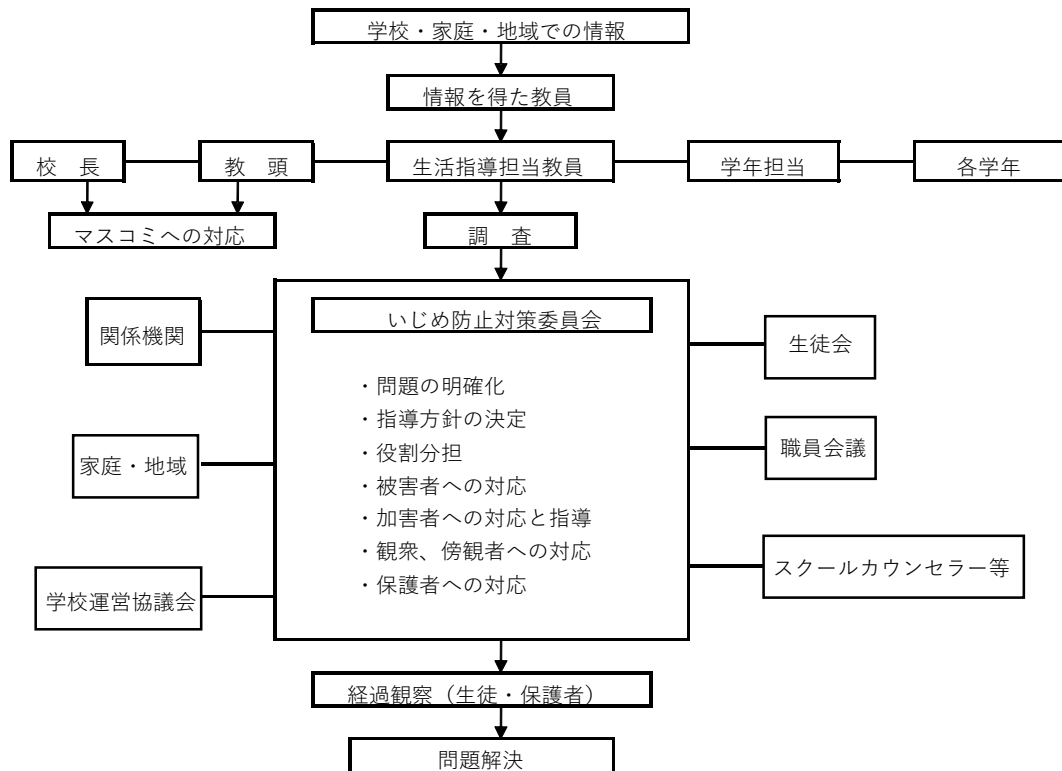 学校・家庭・地域での情報
情報を得た教員
校　長
教　頭
生活指導担当教員
学年担当
各学年
マスコミへの対応
調　査
いじめ防止対策委員会
関係機関
生徒会
・問題の明確化
・指導方針の決定
・役割分担
・被害者への対応
・加害者への対応と指導
・観衆、傍観者への対応
・保護者への対応
家庭・地域
職員会議
学校運営協議会
スクールカウンセラー等
経過観察（生徒・保護者）
問題解決